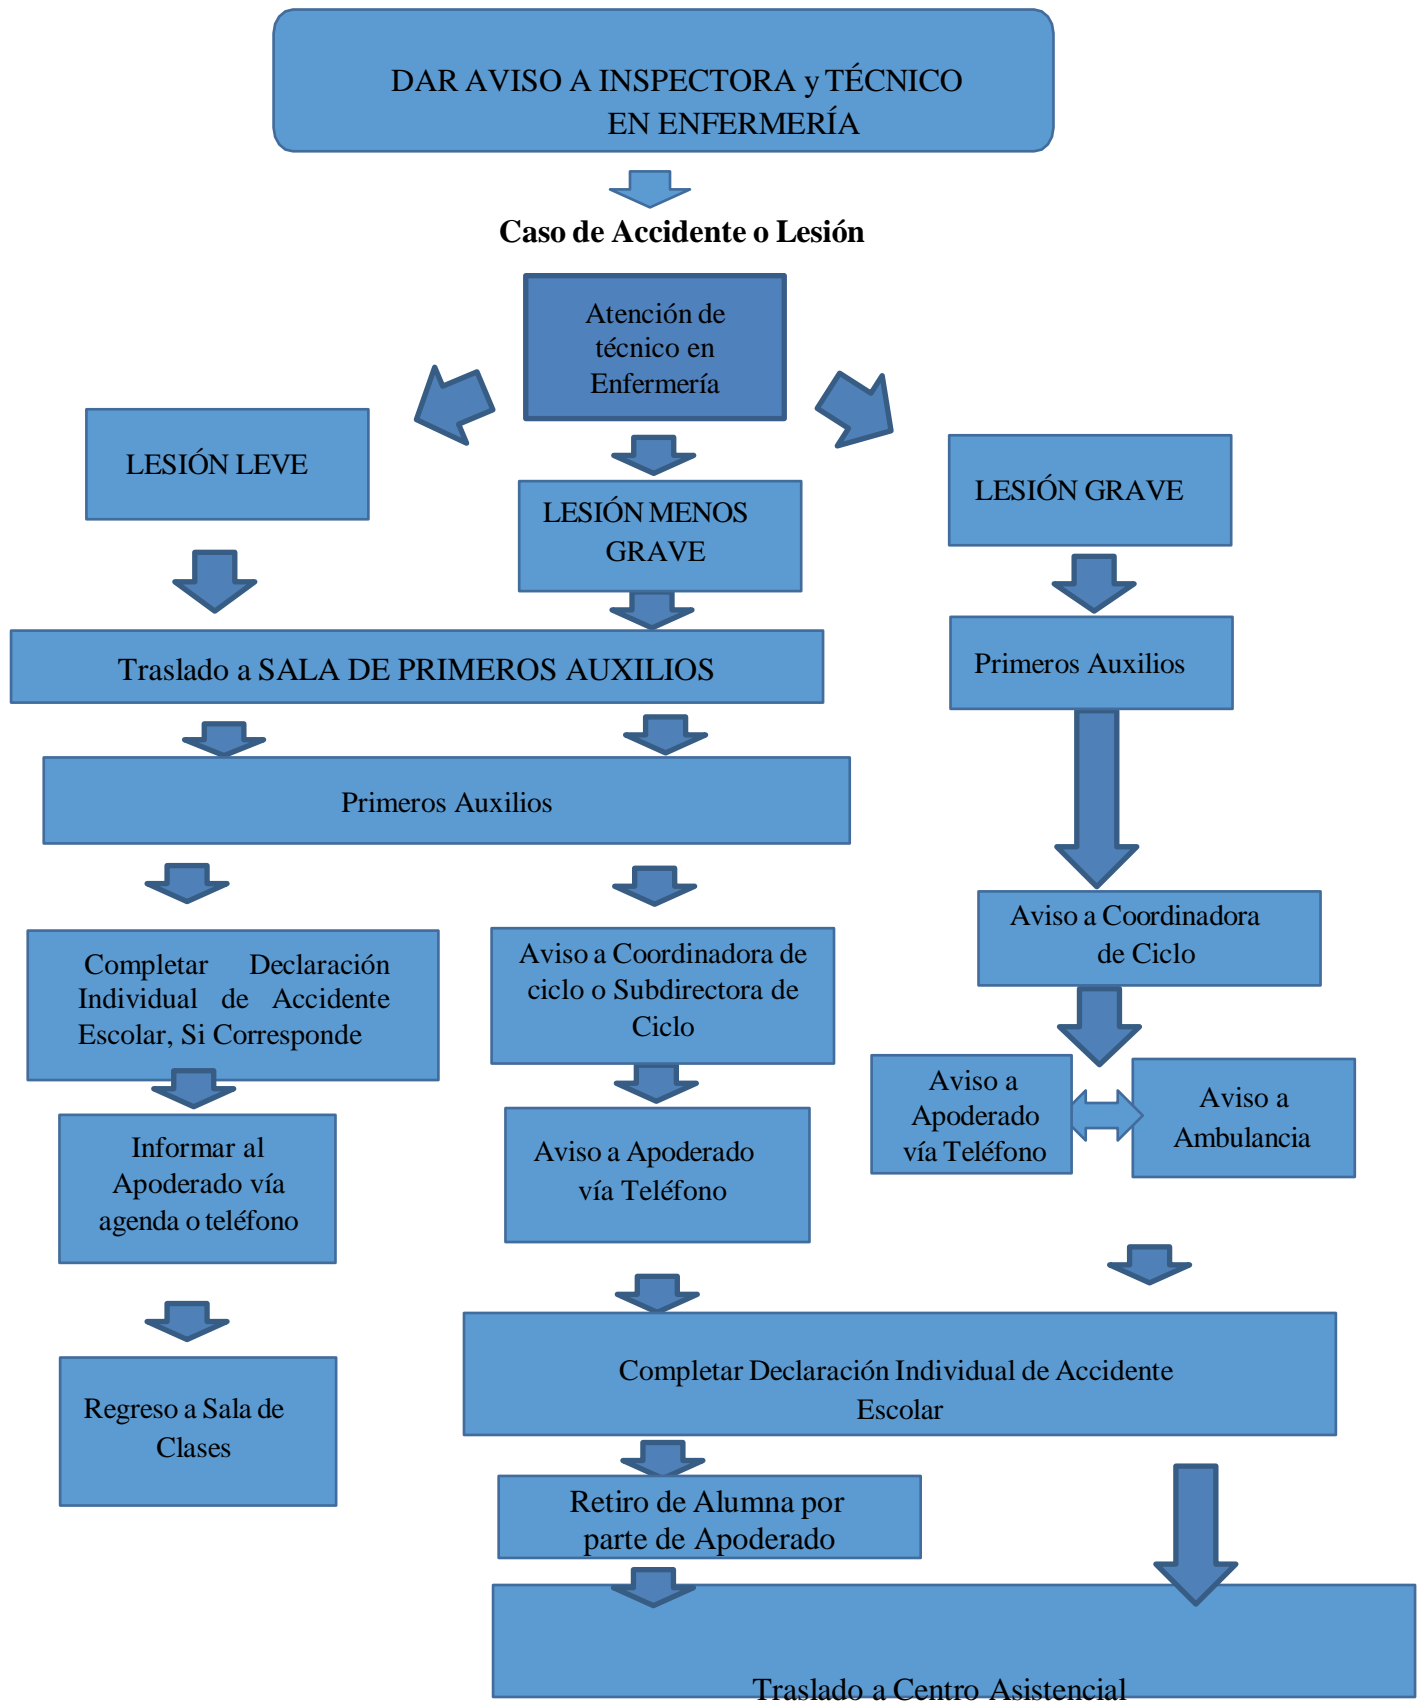 DAR AVISO A INSPECTORA y TÉCNICO
EN ENFERMERÍA
Caso de Accidente o Lesión
Atención de
técnico en
Enfermería
LESIÓN LEVE
LESIÓN MENOS
GRAVE
LESIÓN GRAVE
Traslado a SALA DE PRIMEROS AUXILIOS
Primeros Auxilios
Primeros Auxilios
Completar Declaración
Individual de Accidente
Escolar, Si Corresponde
Aviso a Coordinadora de
ciclo o Subdirectora de
Ciclo
Aviso a Coordinadora
de Ciclo
Informar al
Apoderado vía
agenda o teléfono
Aviso a Apoderado
vía Teléfono
Aviso a
Apoderado
vía Teléfono
Aviso a
Ambulancia
Regreso a Sala de
Clases
Completar Declaración Individual de Accidente
Escolar
Retiro de Alumna por
parte de Apoderado
Traslado a Centro Asistencial